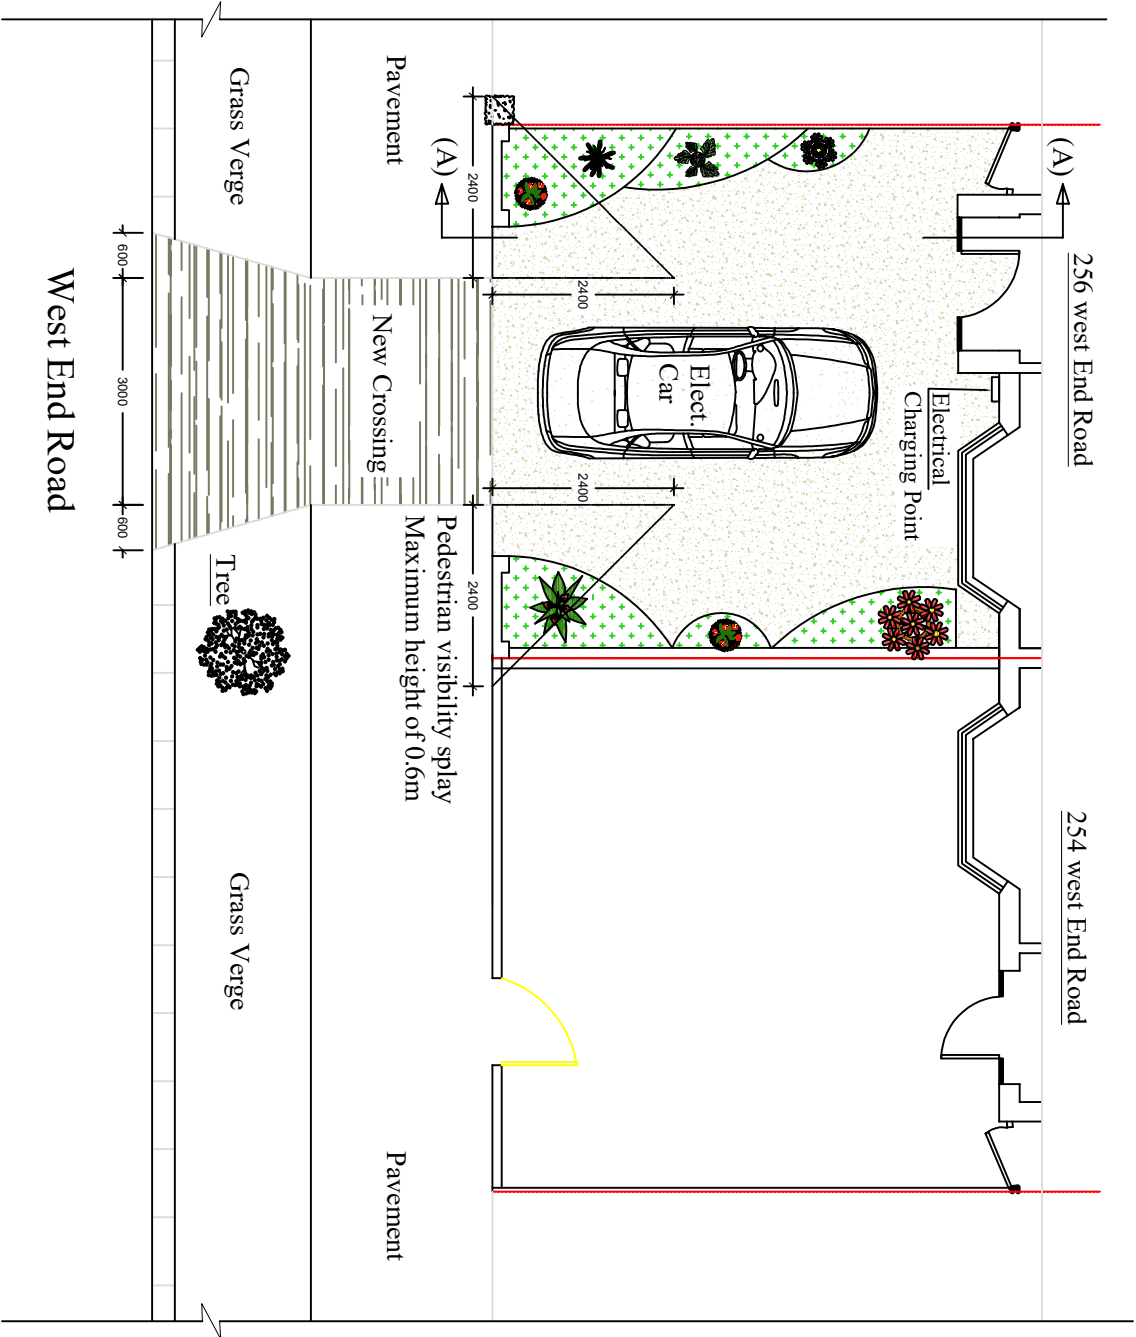 256 west End Road
254 west End Road
(A)
(A)
Electrical
Charging Point
Elect.
Car
2400
2400
2400
2400
Pedestrian visibility splay
Maximum height of 0.6m
Pavement
New Crossing
Pavement
Grass Verge
Tree
Grass Verge
600
3000
600
West End Road